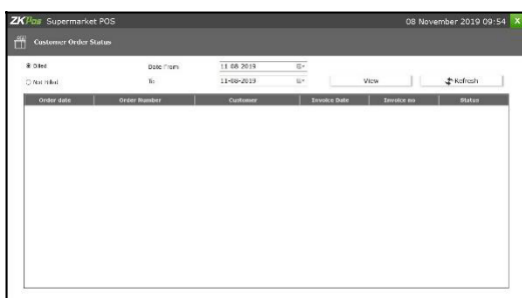 ZKPos Supermarket POS 08 November 2019 09:54 X
Customer Order Status
Billed Date From 11-08-2019
Not Billed To 11-08-2019 View Refresh
Order date Order Number Customer Invoice Date Invoice no Status